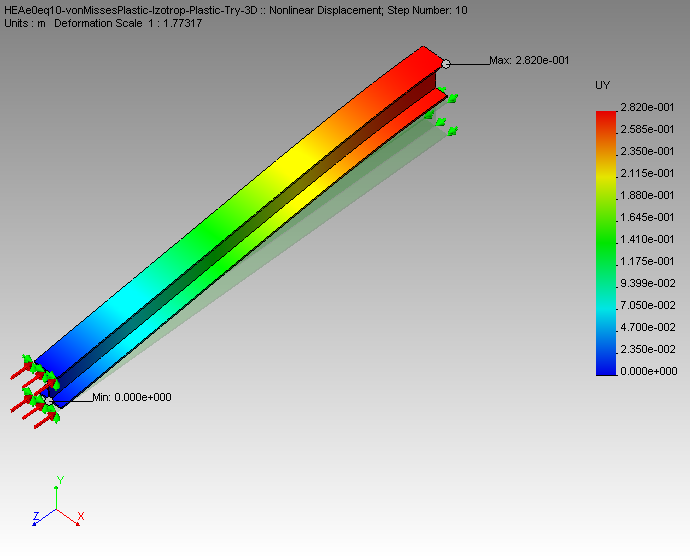 HEAe0eq10-vonMissesPlastic-Izotrop-Plastic-Try-3D :: Nonlinear Displacement; Step Number: 10
Units : m   Deformation Scale  1 : 1.77317
Max: 2.820e-001
UY
2.820e-001
2.585e-001
2.350e-001
2.115e-001
1.880e-001
1.645e-001
1.410e-001
1.175e-001
9.399e-002
7.050e-002
4.700e-002
2.350e-002
0.000e+000
Min: 0.000e+000
Y
Z
X